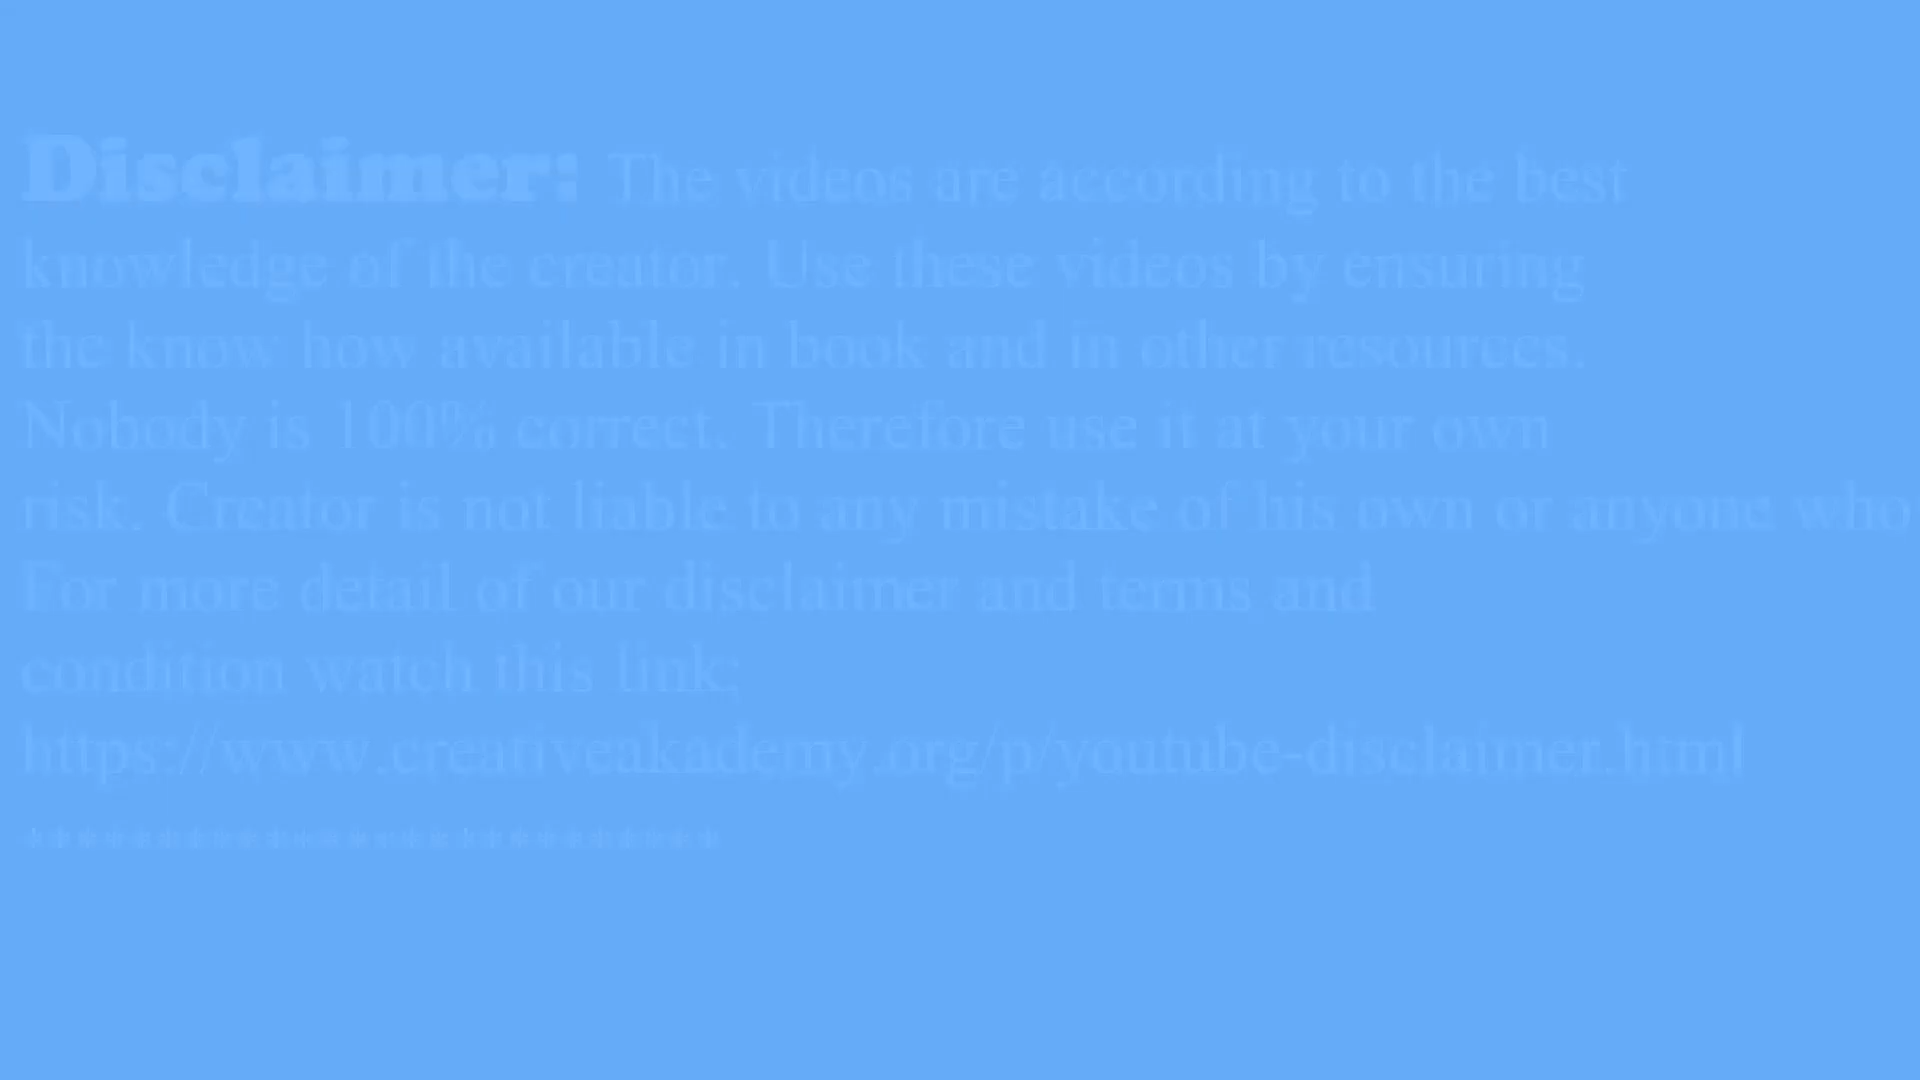 Disclaimer: The videos are according to the best
knowledge of the creator. Use these videos by ensuring
the know how available in book and in other resources.
Nobody is 100% correct. Therefore use it at your own
risk. Creator is not liable to any mistake of his own or anyone who
For more detail of our disclaimer and terms and
condition watch this link;
https://www.creativeakademy.org/p/youtube-disclaimer.html
**************************